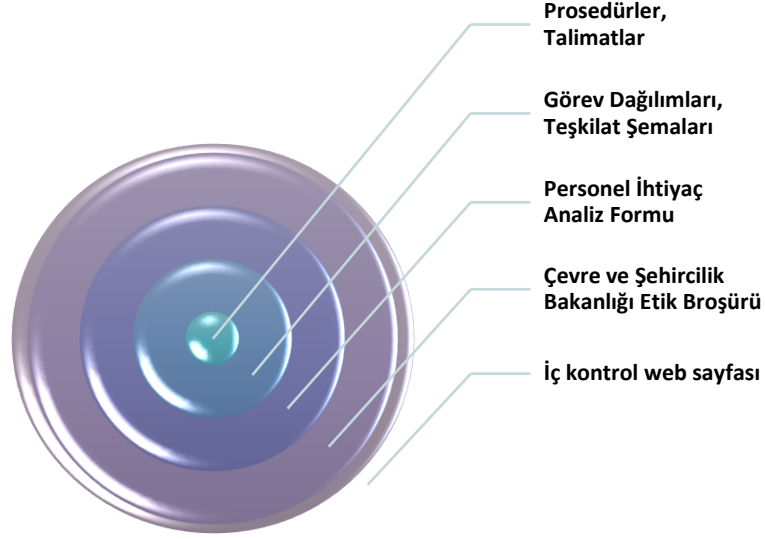 Prosedürler,
Talimatlar
Görev Dağılımları,
Teşkilat Şemaları
Personel İhtiyaç
Analiz Formu
Çevre ve Şehircilik
Bakanlığı Etik Broşürü
İç kontrol web sayfası